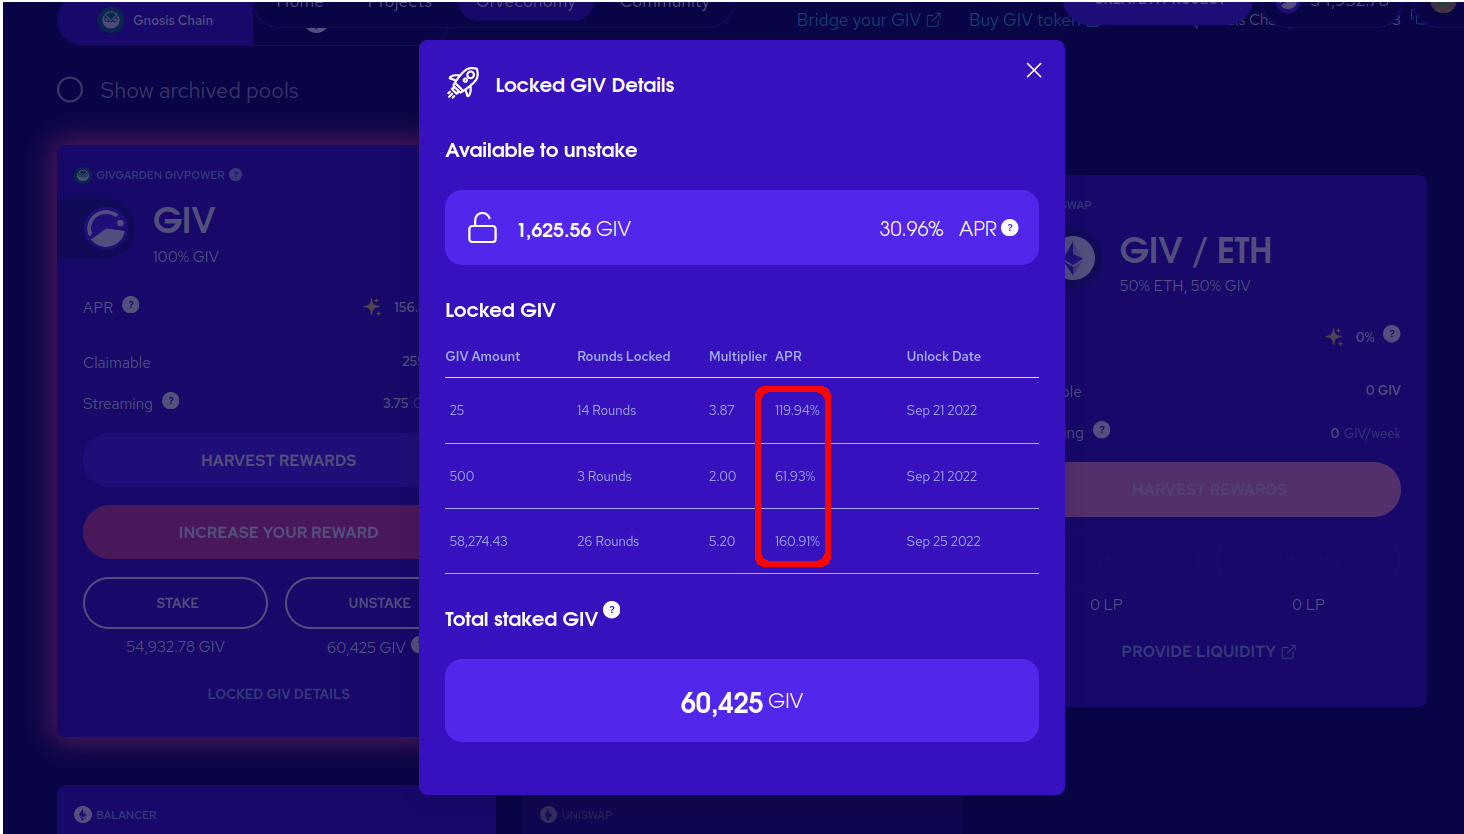 Home Projects GIVeconomy Community
Gnosis Chain
Bridge your GIV Buy GIV token
Show archived pools
Locked GIV Details
Available to unstake
1,625.56 GIV 30.96% APR ?
Locked GIV
GIV Amount Rounds Locked Multiplier APR Unlock Date
25 14 Rounds 3.87 119.94% Sep 21 2022
500 3 Rounds 2.00 61.93% Sep 21 2022
58,274.43 26 Rounds 5.20 160.91% Sep 25 2022
Total staked GIV ?
60,425 GIV
GIVGARDEN GIVPOWER ?
GIV
100% GIV
APR ? 156.
Claimable 25
Streaming ? 3.75
HARVEST REWARDS
INCREASE YOUR REWARD
STAKE UNSTAKE
54,932.78 GIV 60,425 GIV
LOCKED GIV DETAILS
SWAP
GIV / ETH
50% ETH, 50% GIV
0% ?
ble 0 GIV
ing ? 0 GIV/week
HARVEST REWARDS
0 LP 0 LP
PROVIDE LIQUIDITY
BALANCER
UNISWAP